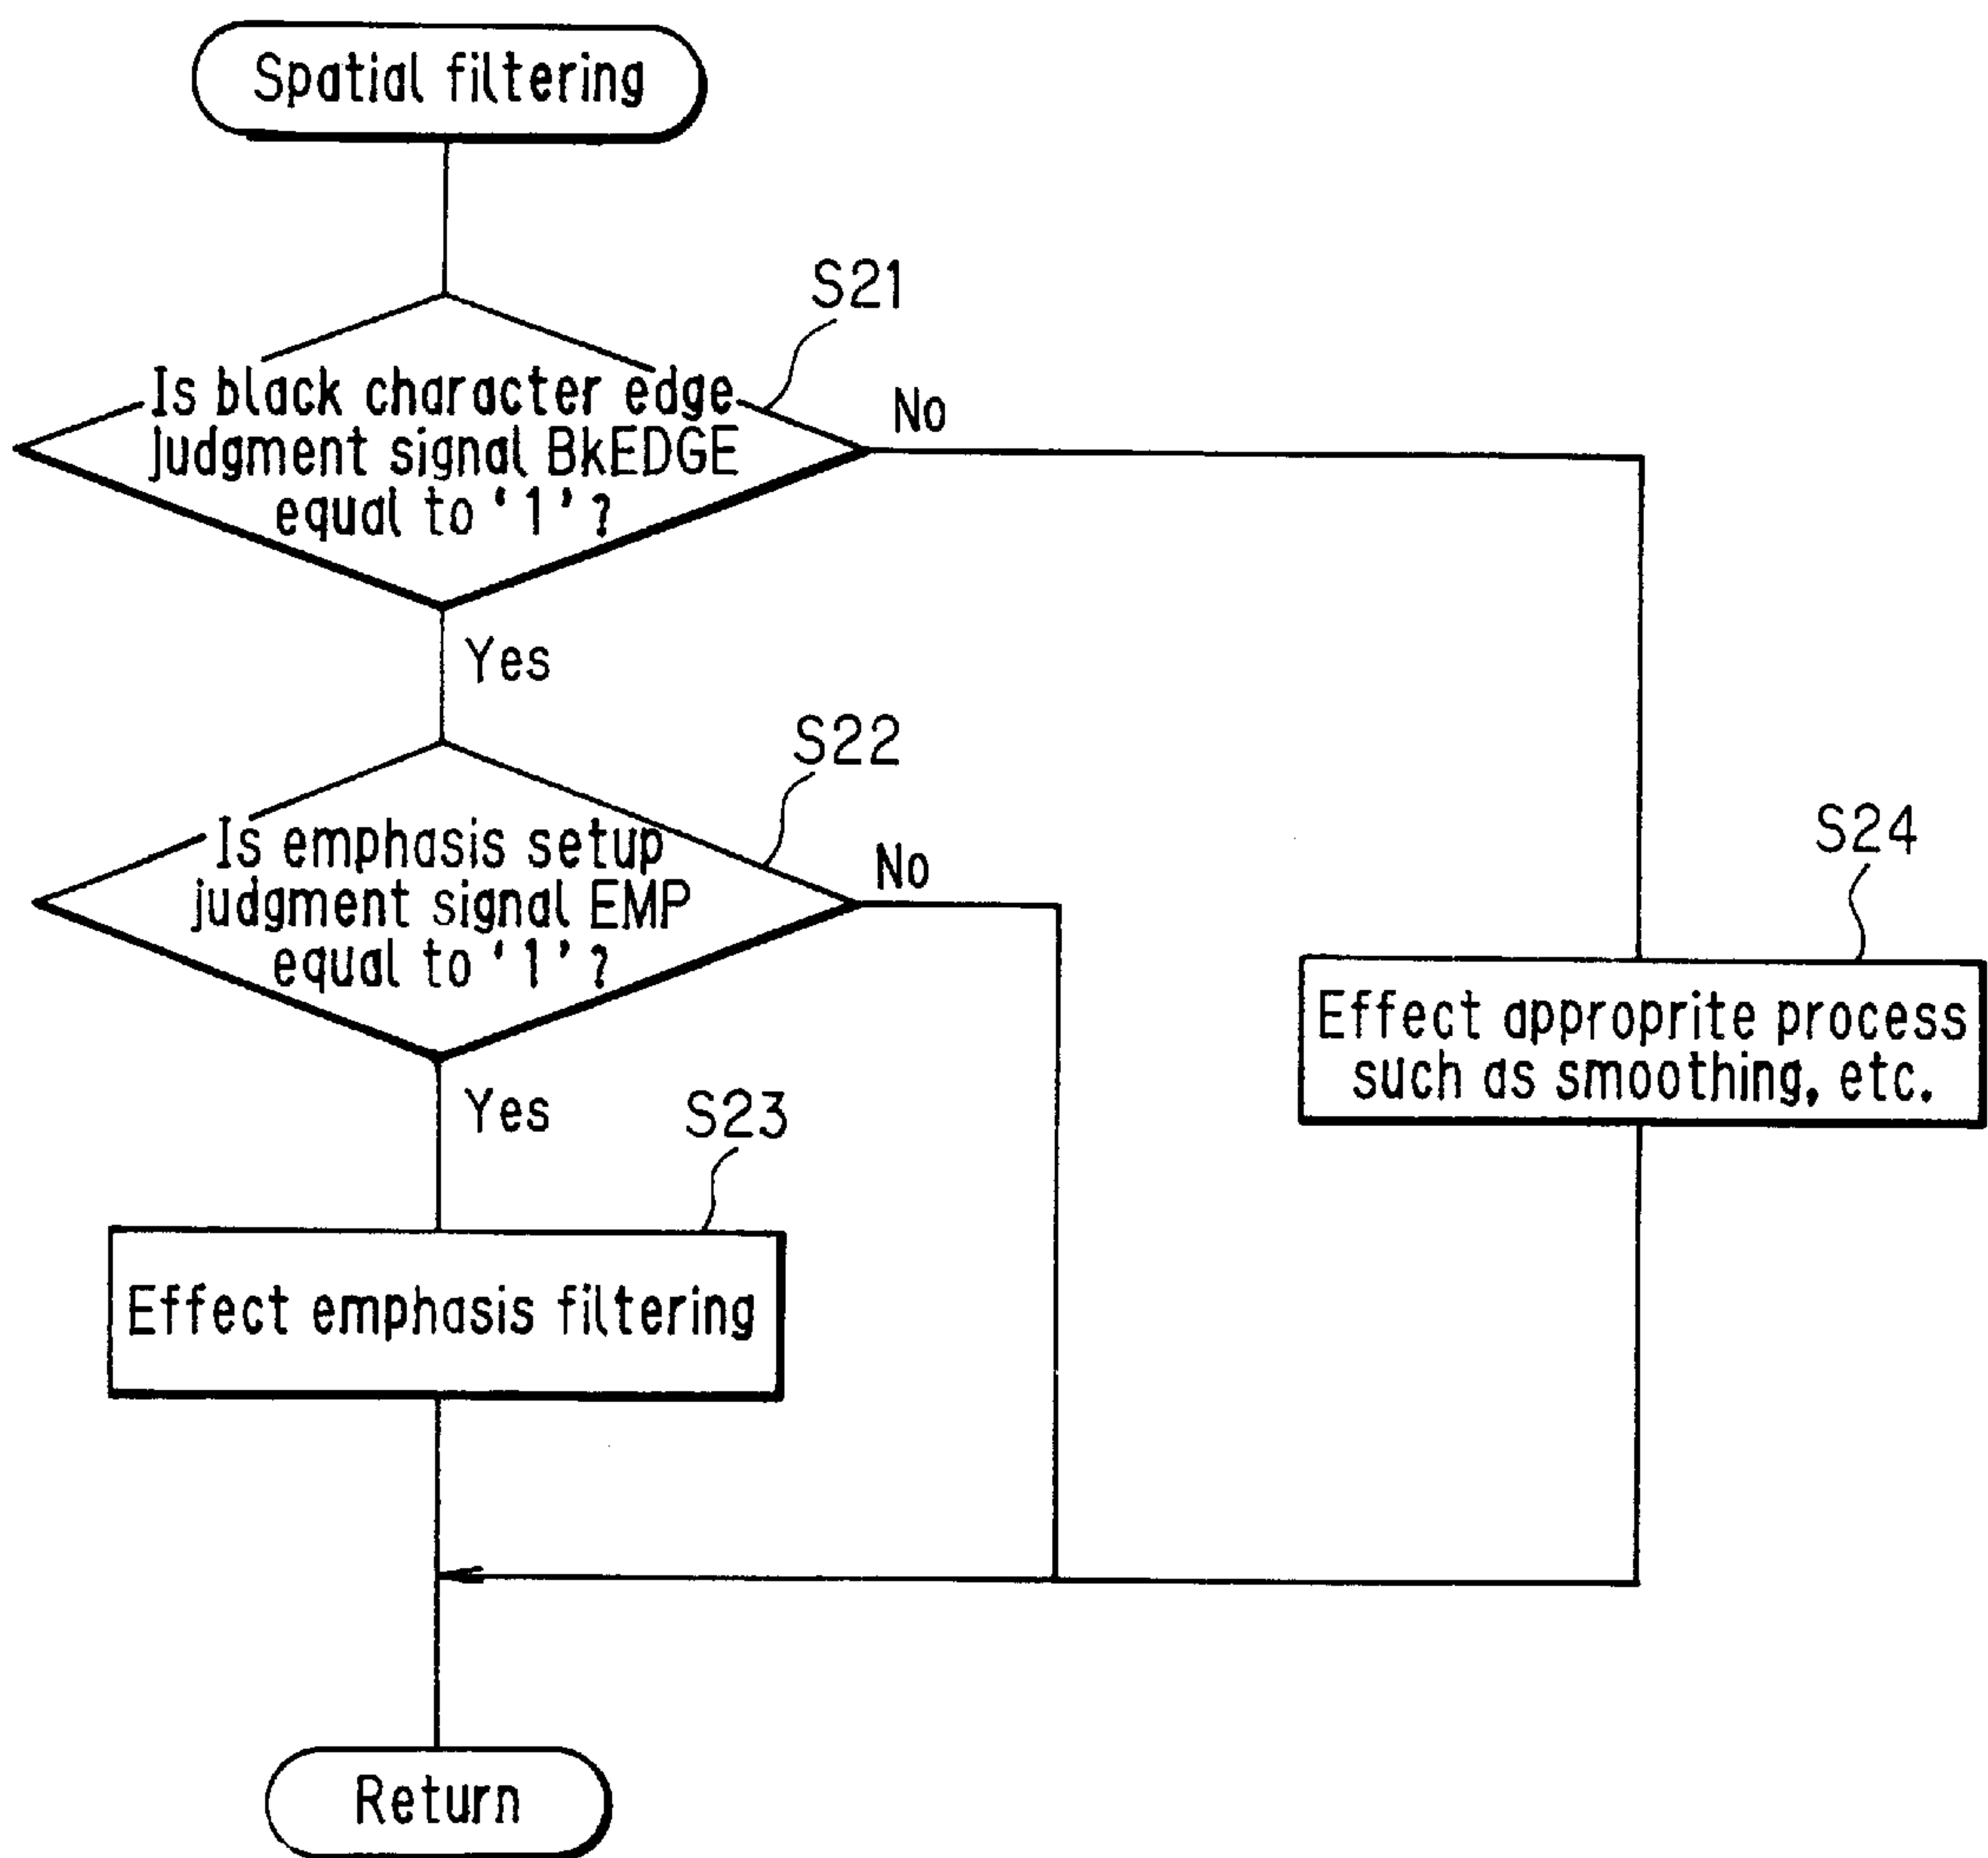 Spatial filtering
S21
Is black character edge
judgment signal BkEDGE
equal to '1'?
No
Yes
S22
Is emphasis setup
judgment signal EMP
equal to '1'?
No
Yes
S24
Effect approprite process
such as smoothing, etc.
S23
Effect emphasis filtering
Return